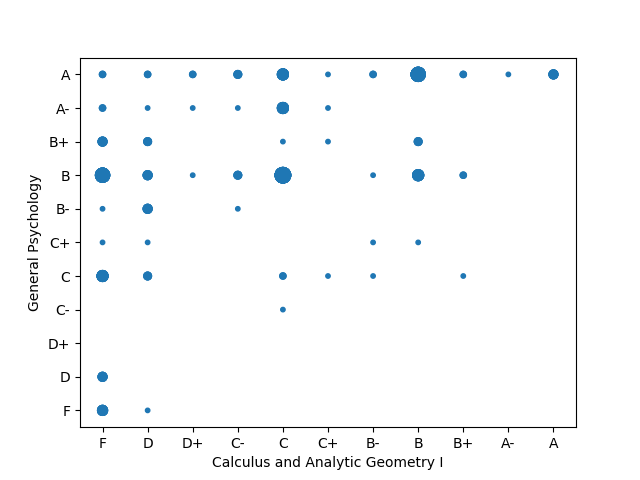 A
A-
B+
B
B-
C+
C
C-
D+
D
F
General Psychology
F D D+ C- C C+ B- B B+ A- A
Calculus and Analytic Geometry I